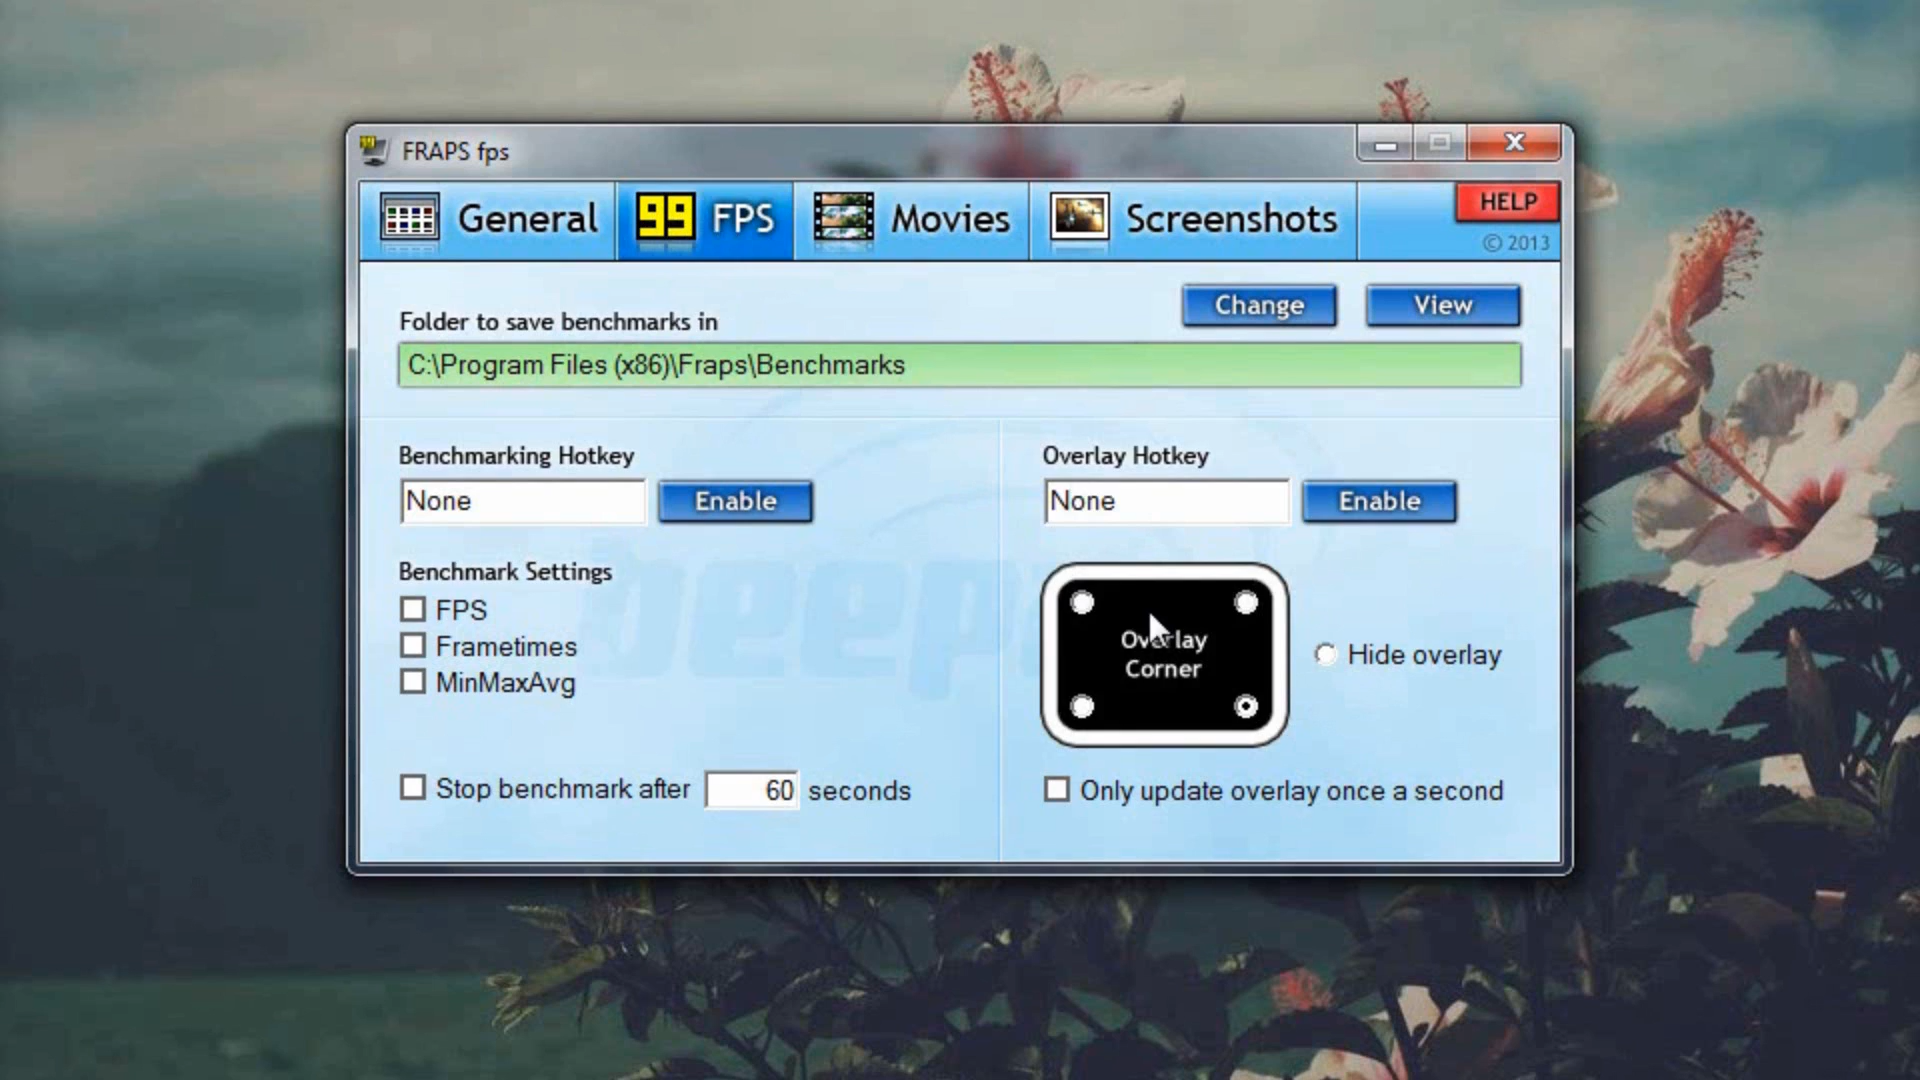 FRAPS fps
General
99 FPS
Movies
Screenshots
HELP
© 2013
Folder to save benchmarks in
Change
View
C:\Program Files (x86)\Fraps\Benchmarks
Benchmarking Hotkey
None
Enable
Benchmark Settings
FPS
Frametimes
MinMaxAvg
Stop benchmark after 60 seconds
Overlay Hotkey
None
Enable
Overlay
Corner
Hide overlay
Only update overlay once a second